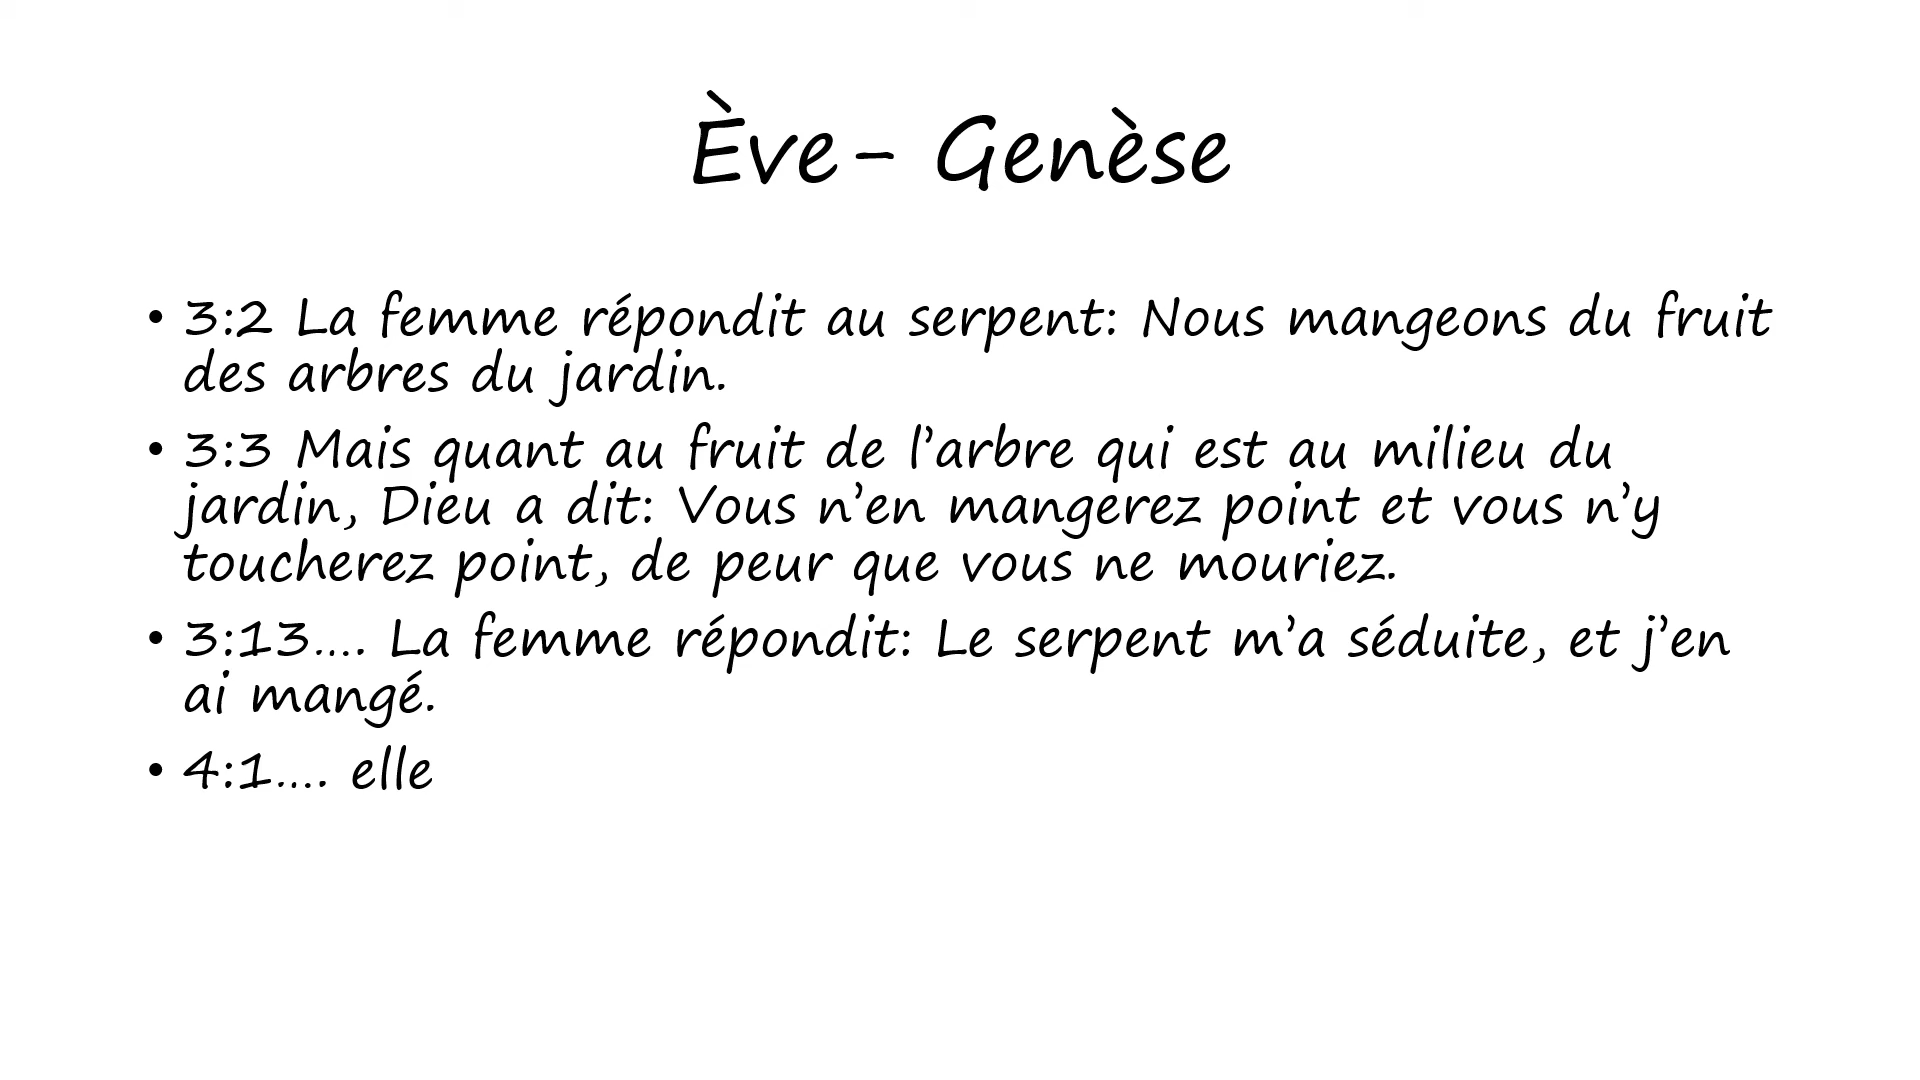 Ève - Genèse
• 3:2 La femme répondit au serpent: Nous mangeons du fruit
des arbres du jardin.
• 3:3 Mais quant au fruit de l’arbre qui est au milieu du
jardin, Dieu a dit: Vous n’en mangerez point et vous n’y
toucherez point, de peur que vous ne mouriez.
• 3:13…. La femme répondit: Le serpent m’a séduite, et j’en
ai mangé.
• 4:1…. elle